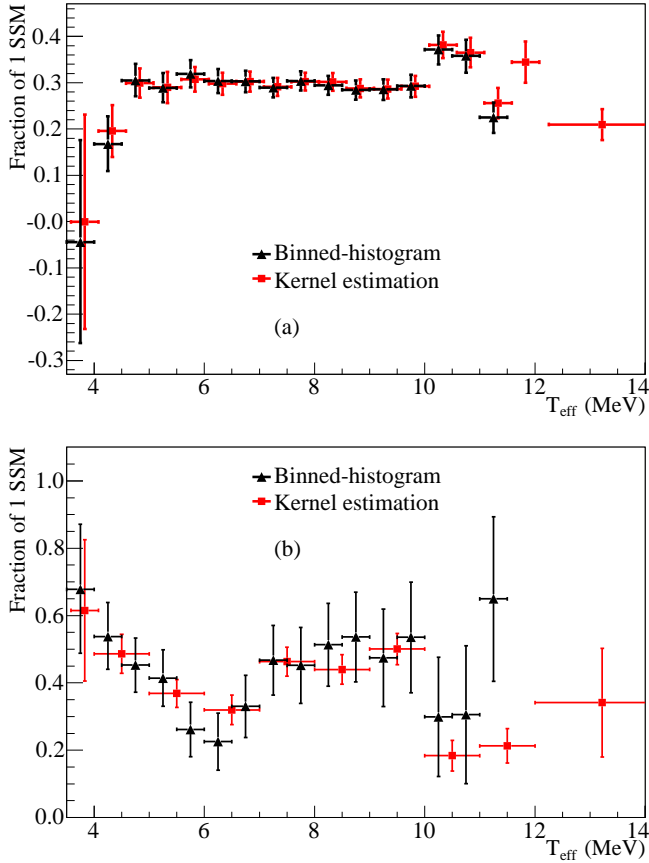 Fraction of 1 SSM
0.4
0.3
0.2
0.1
-0.0
-0.1
-0.2
-0.3
Binned-histogram
Kernel estimation
(a)
4 6 8 10 12 14
T_eff (MeV)
Fraction of 1 SSM
1.0
0.8
0.6
0.4
0.2
0.0
Binned-histogram
Kernel estimation
(b)
4 6 8 10 12 14
T_eff (MeV)